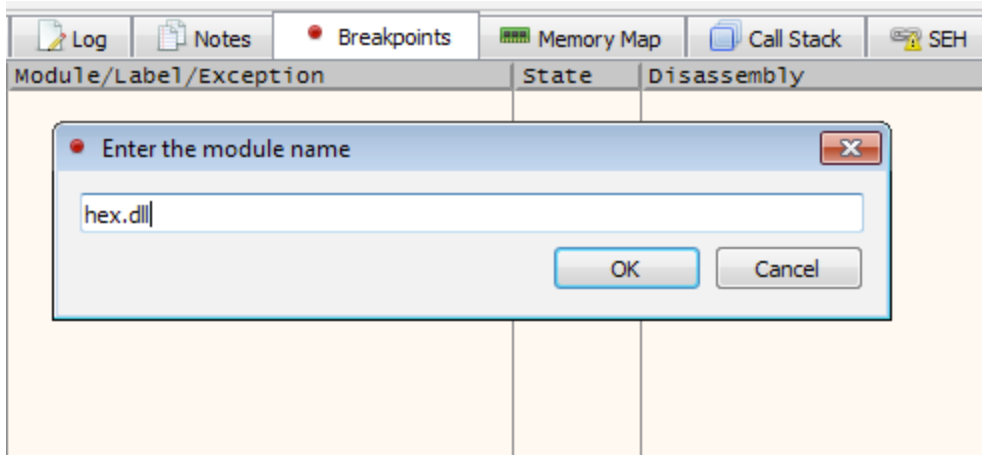 Log Notes Breakpoints Memory Map Call Stack SEH
Module/Label/Exception State Disassembly
Enter the module name
hex.dll
OK Cancel